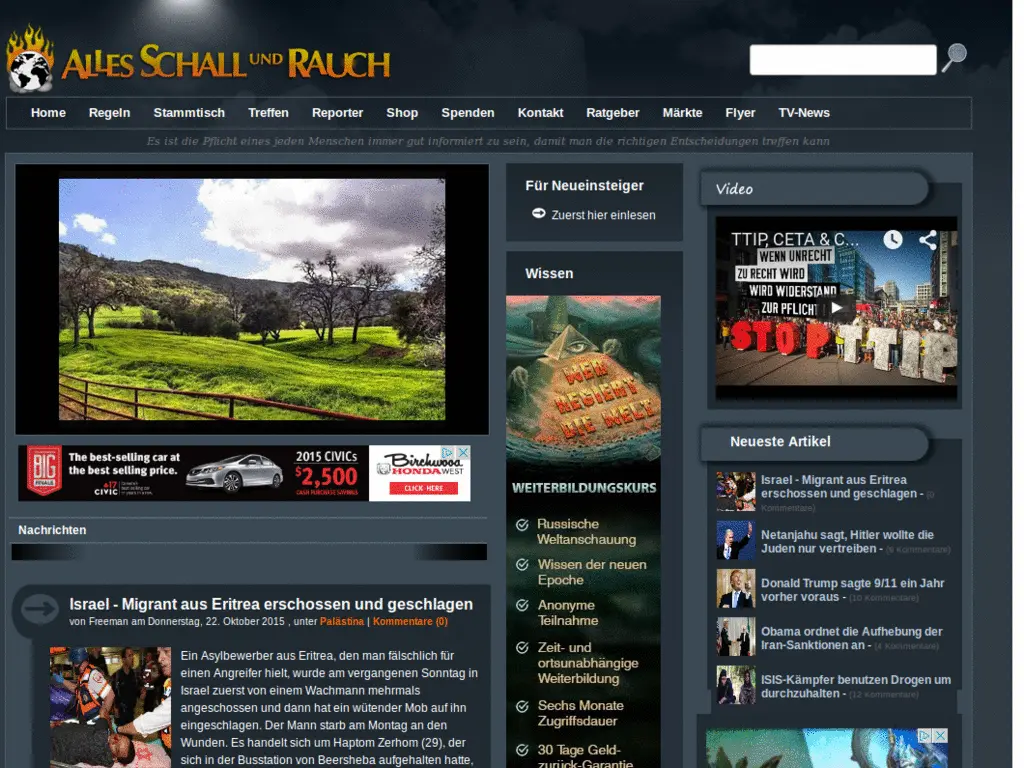 ALLES SCHALL UND RAUCH
Home Regeln Stammtisch Treffen Reporter Shop Spenden Kontakt Ratgeber Märkte Flyer TV-News
Es ist die Pflicht eines jeden Menschen immer gut informiert zu sein, damit man die richtigen Entscheidungen treffen kann
BIG
FINALE
The best-selling car at
the best selling price.
CIVIC
2015 CIVICs
$2,500
CASH PURCHASE SAVINGS
Birchwood
HONDA WEST
CLICK HERE
Nachrichten
Israel - Migrant aus Eritrea erschossen und geschlagen
von Freeman am Donnerstag, 22. Oktober 2015 , unter Palästina | Kommentare (0)
Ein Asylbewerber aus Eritrea, den man fälschlich für
einen Angreifer hielt, wurde am vergangenen Sonntag in
Israel zuerst von einem Wachmann mehrmals
angeschossen und dann hat ein wütender Mob auf ihn
eingeschlagen. Der Mann starb am Montag an den
Wunden. Es handelt sich um Haptom Zerhom (29), der
sich in der Busstation von Beersheba aufgehalten hatte,
Für Neueinsteiger
Zuerst hier einlesen
Wissen
WER
REGIERT
DIE WELT
WEITERBILDUNGSKURS
Russische
Weltanschauung
Wissen der neuen
Epoche
Anonyme
Teilnahme
Zeit- und
ortsunabhängige
Weiterbildung
Sechs Monate
Zugriffsdauer
30 Tage Geld-
zurück-Garantie
Video
TTIP, CETA & C...
WENN UNRECHT
ZU RECHT WIRD
WIRD WIDERSTAND
ZUR PFLICHT
STOP TTIP
Neueste Artikel
Israel - Migrant aus Eritrea
erschossen und geschlagen - (0
Kommentare)
Netanjahu sagt, Hitler wollte die
Juden nur vertreiben - (6 Kommentare)
Donald Trump sagte 9/11 ein Jahr
vorher voraus - (10 Kommentare)
Obama ordnet die Aufhebung der
Iran-Sanktionen an - (4 Kommentare)
ISIS-Kämpfer benutzen Drogen um
durchzuhalten - (12 Kommentare)